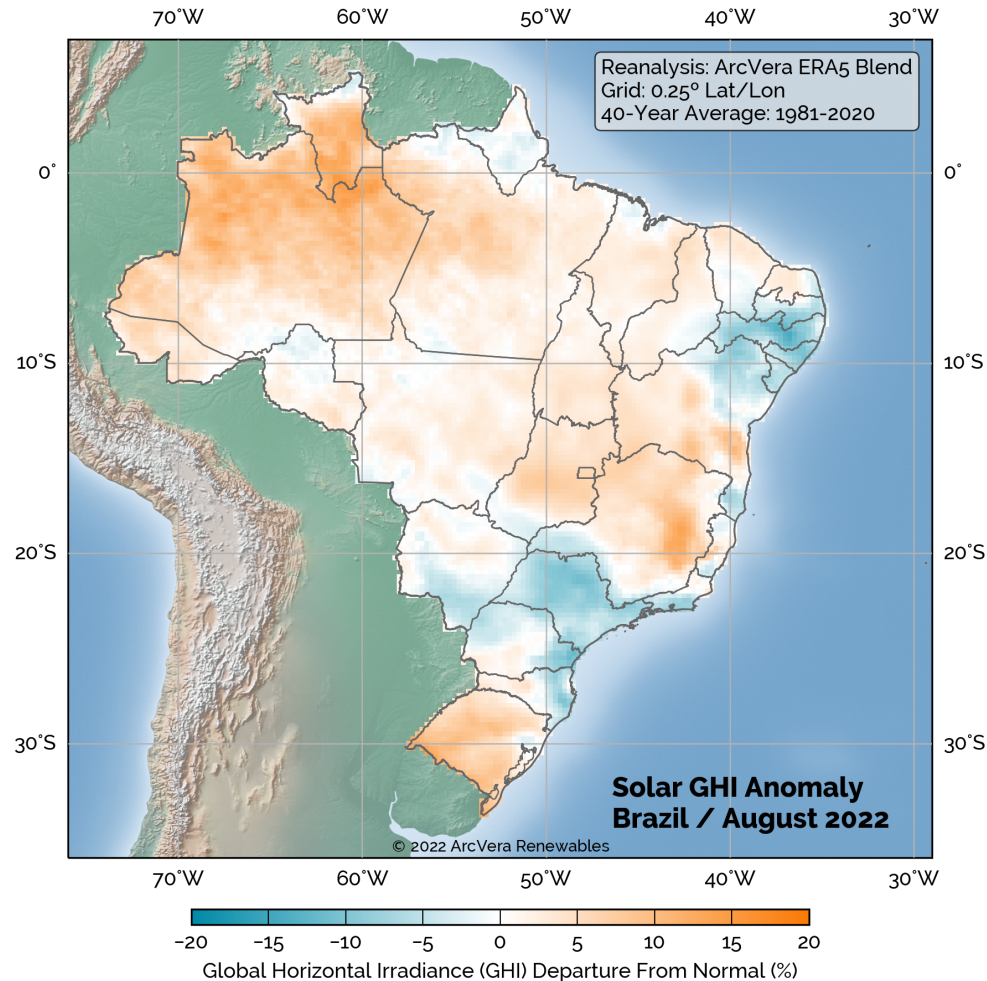 70°W 60°W 50°W 40°W 30°W
Reanalysis: ArcVera ERA5 Blend
Grid: 0.25º Lat/Lon
40-Year Average: 1981-2020
0° 0°
10°S 10°S
20°S 20°S
30°S 30°S
Solar GHI Anomaly
Brazil / August 2022
© 2022 ArcVera Renewables
70°W 60°W 50°W 40°W 30°W
−20 −15 −10 −5 0 5 10 15 20
Global Horizontal Irradiance (GHI) Departure From Normal (%)